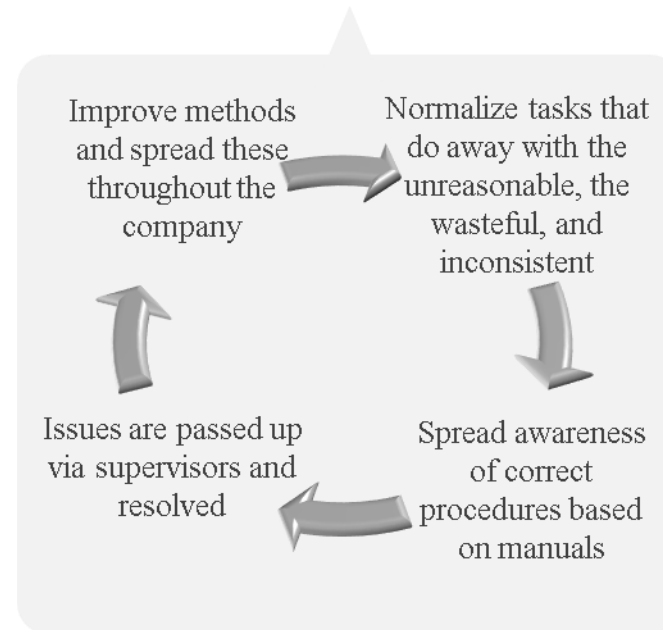 Improve methods
and spread these
throughout the
company
Normalize tasks that
do away with the
unreasonable, the
wasteful, and
inconsistent
Spread awareness
of correct
procedures based
on manuals
Issues are passed up
via supervisors and
resolved